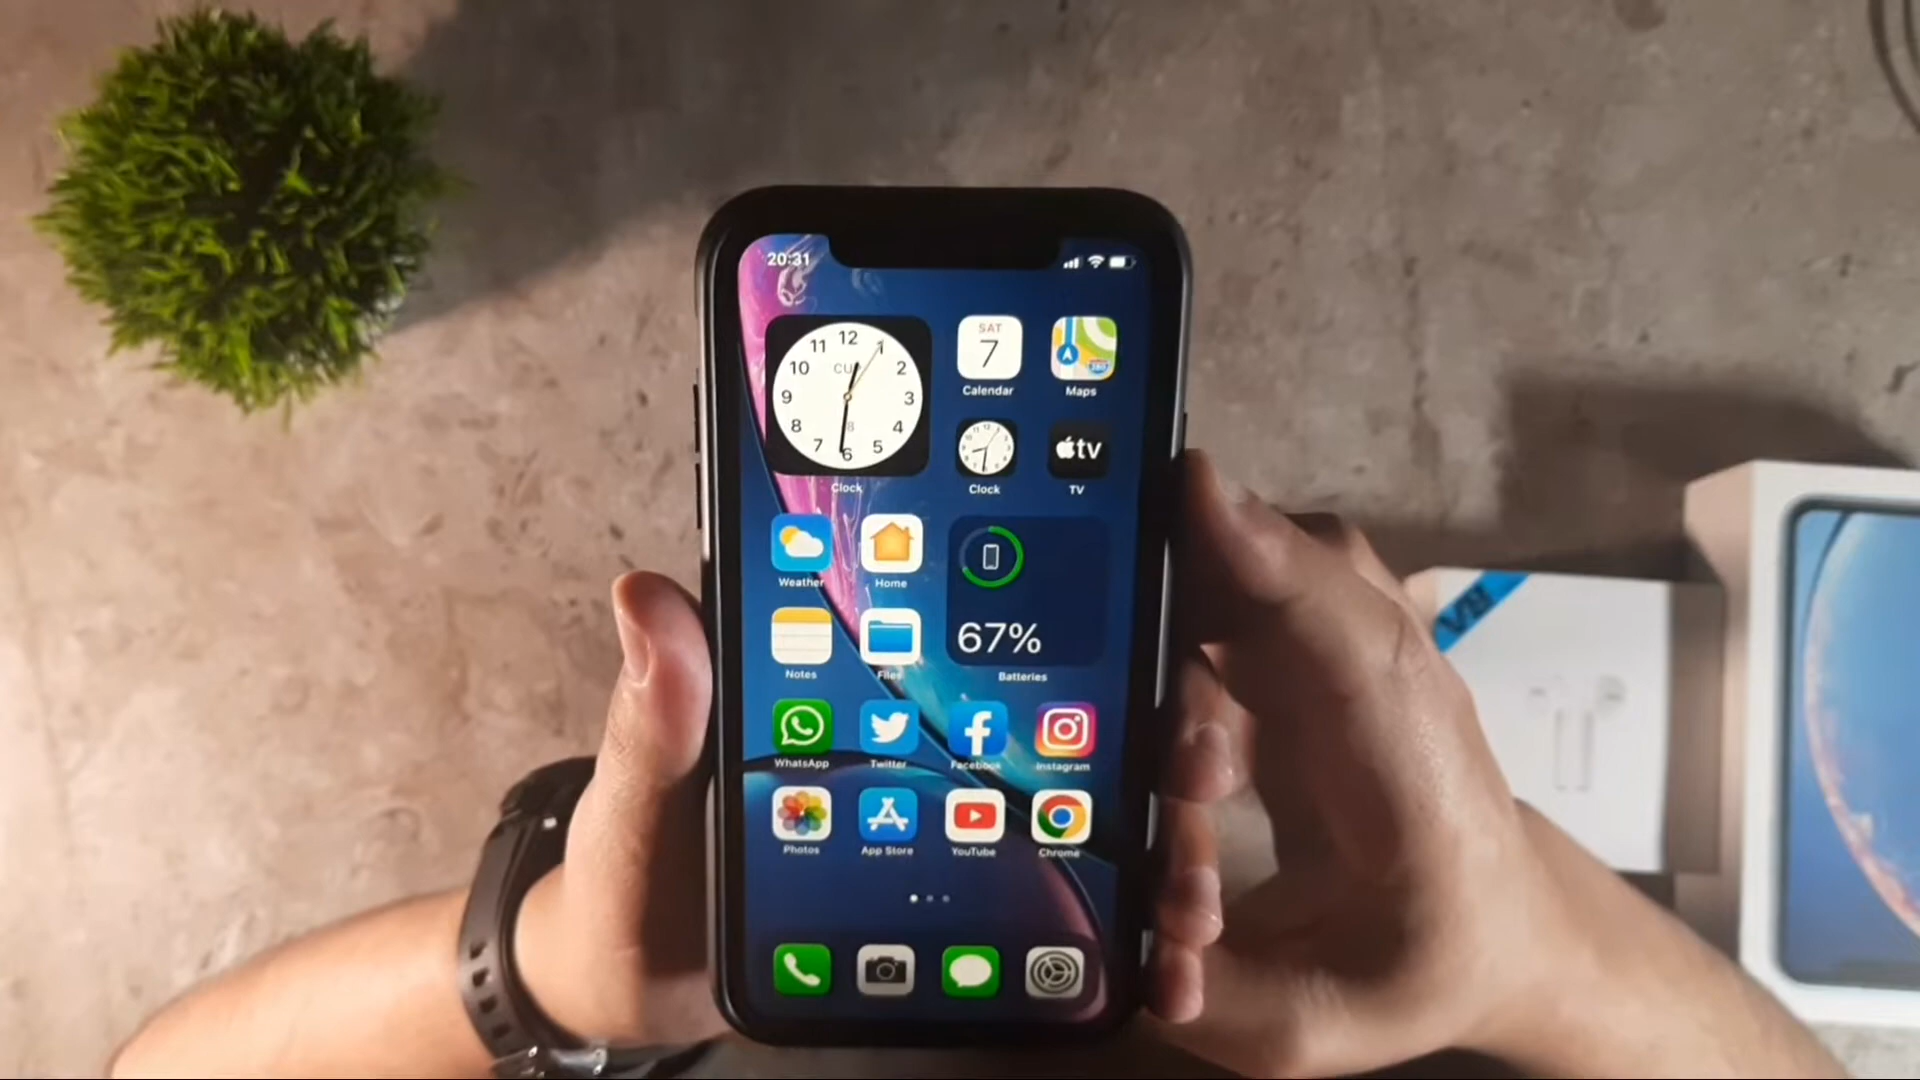 20:31
12
11
1
CUP
10
2
9
3
8
4
7
5
6
Clock
SAT
7
Calendar
Maps
Clock
tv
TV
Weather
Home
67%
Batteries
Notes
Files
WhatsApp
Twitter
Facebook
Instagram
Photos
App Store
YouTube
Chrome